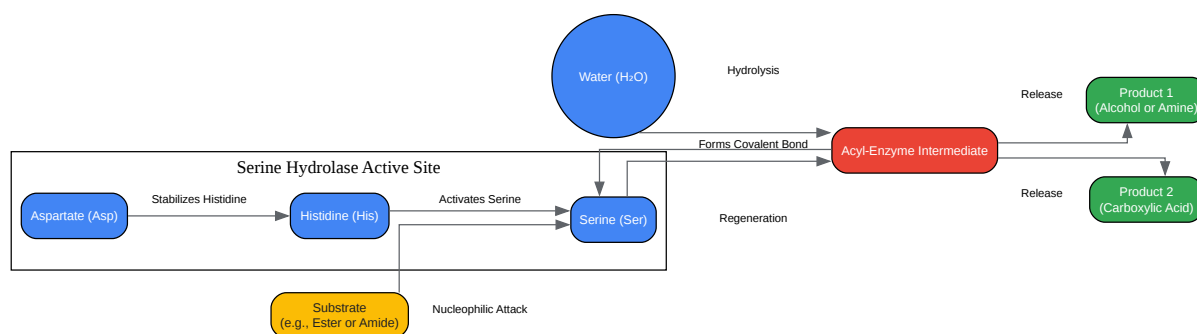 Water (H₂O)
Hydrolysis
Release
Product 1
(Alcohol or Amine)
Forms Covalent Bond
Acyl-Enzyme Intermediate
Serine Hydrolase Active Site
Aspartate (Asp)
Stabilizes Histidine
Histidine (His)
Activates Serine
Serine (Ser)
Regeneration
Release
Product 2
(Carboxylic Acid)
Substrate
(e.g., Ester or Amide)
Nucleophilic Attack